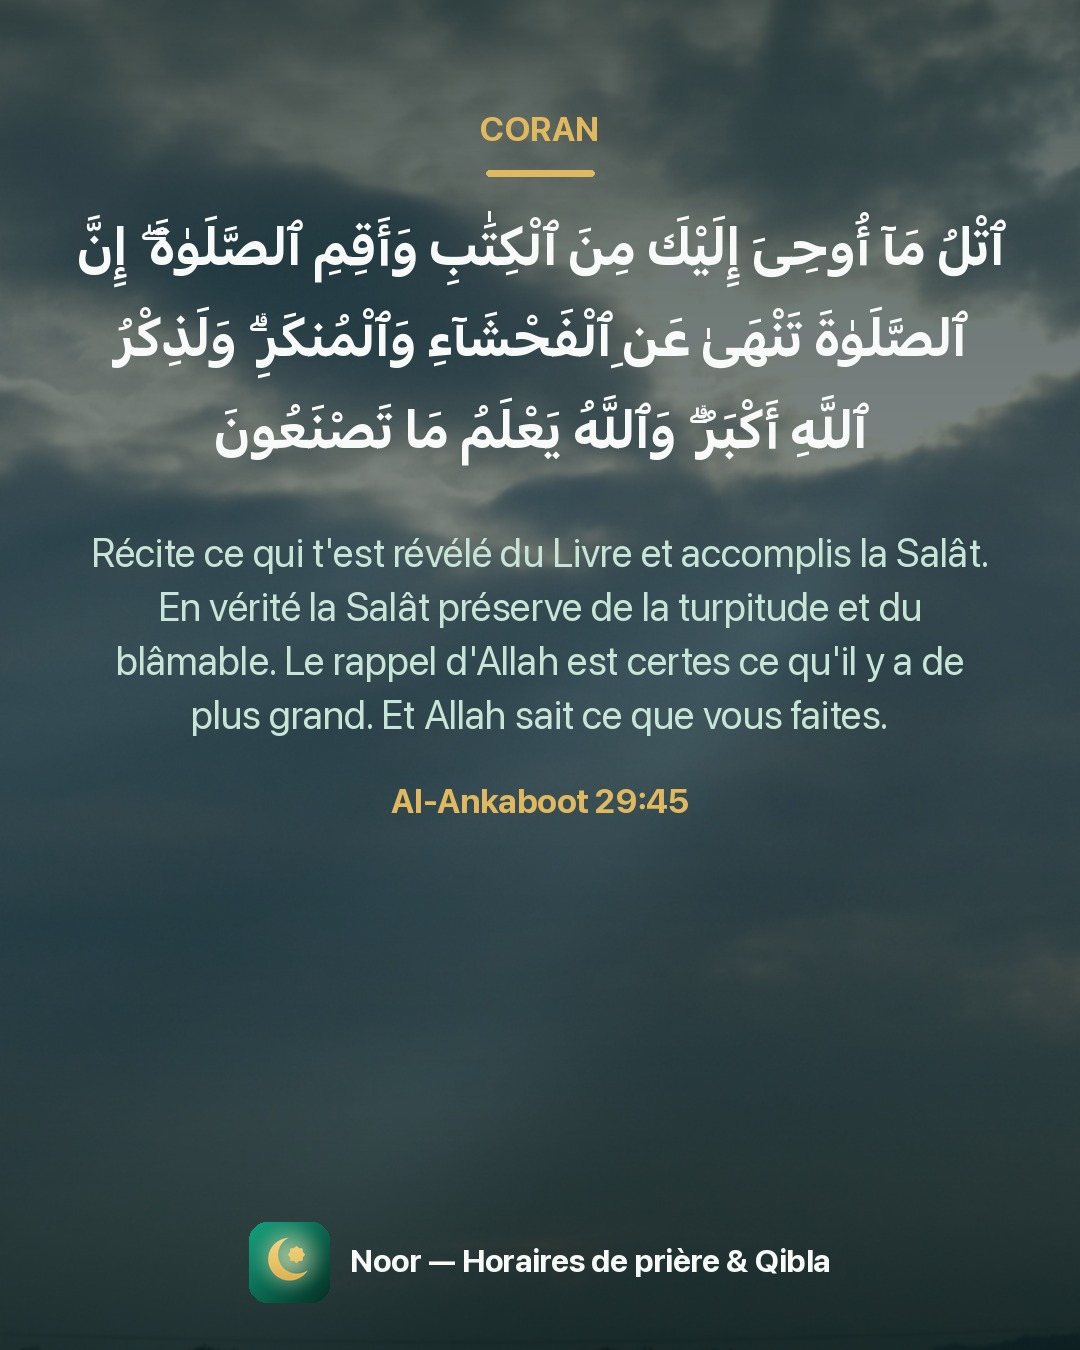 CORAN
ٱتْلُ مَآ أُوحِىَ إِلَيْكَ مِنَ ٱلْكِتَٰبِ وَأَقِمِ ٱلصَّلَوٰةَ ۖ إِنَّ
ٱلصَّلَوٰةَ تَنْهَىٰ عَنِ ٱلْفَحْشَآءِ وَٱلْمُنكَرِ ۗ وَلَذِكْرُ
ٱللَّهِ أَكْبَرُ ۗ وَٱللَّهُ يَعْلَمُ مَا تَصْنَعُونَ
Récite ce qui t'est révélé du Livre et accomplis la Salât.
En vérité la Salât préserve de la turpitude et du
blâmable. Le rappel d'Allah est certes ce qu'il y a de
plus grand. Et Allah sait ce que vous faites.
Al-Ankaboot 29:45
Noor — Horaires de prière & Qibla